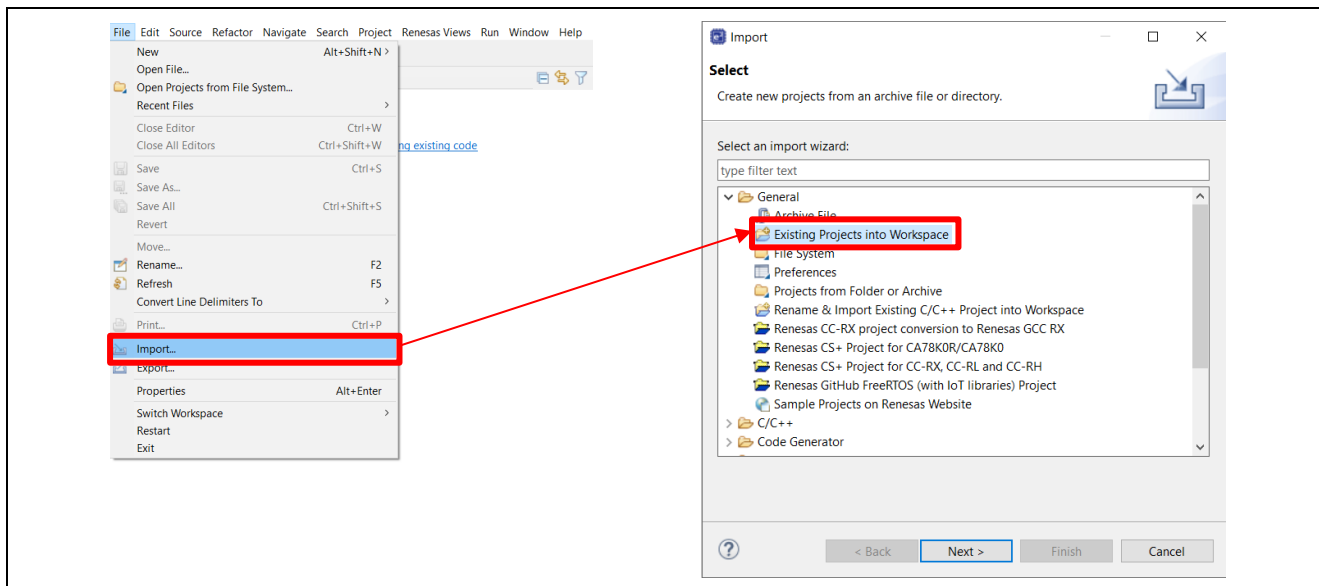 File Edit Source Refactor Navigate Search Project Renesas Views Run Window Help
New Alt+Shift+N >
Open File...
Open Projects from File System...
Recent Files >
Close Editor Ctrl+W
Close All Editors Ctrl+Shift+W
ng existing code
Save Ctrl+S
Save As...
Save All Ctrl+Shift+S
Revert
Move...
Rename... F2
Refresh F5
Convert Line Delimiters To >
Print... Ctrl+P
Import...
Export...
Properties Alt+Enter
Switch Workspace >
Restart
Exit
Import
Select
Create new projects from an archive file or directory.
Select an import wizard:
type filter text
General
Archive File
Existing Projects into Workspace
File System
Preferences
Projects from Folder or Archive
Rename & Import Existing C/C++ Project into Workspace
Renesas CC-RX project conversion to Renesas GCC RX
Renesas CS+ Project for CA78K0R/CA78K0
Renesas CS+ Project for CC-RX, CC-RL and CC-RH
Renesas GitHub FreeRTOS (with IoT libraries) Project
Sample Projects on Renesas Website
C/C++
Code Generator
< Back Next > Finish Cancel